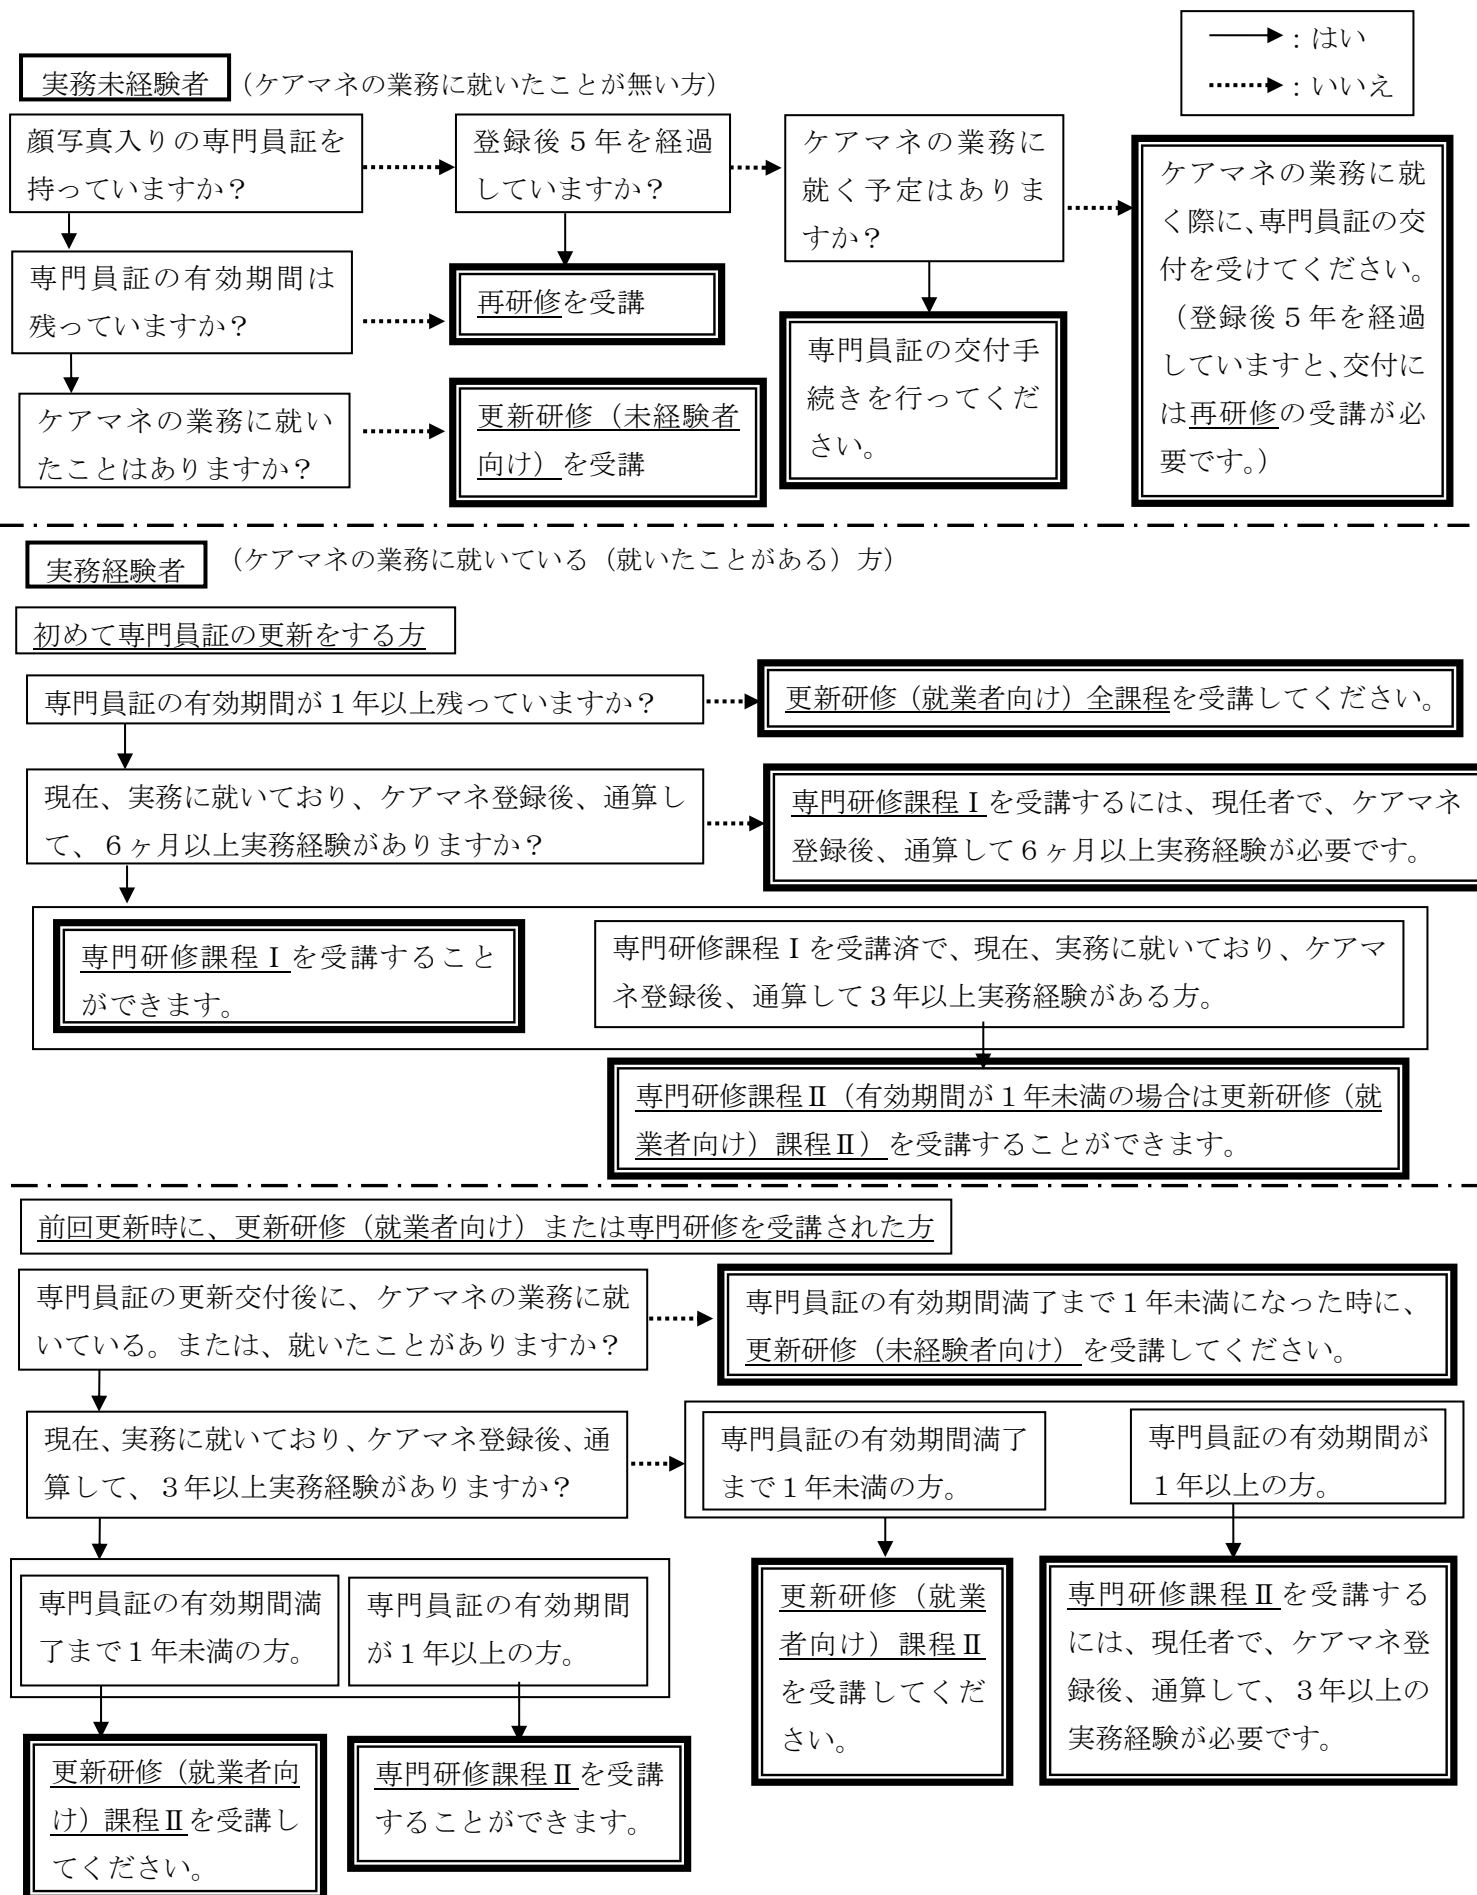 ：はい
：いいえ
実務未経験者
（ケアマネの業務に就いたことが無い方）
顔写真入りの専門員証を
持っていますか？
登録後５年を経過
していますか？
ケアマネの業務に
就く予定はありま
すか？
ケアマネの業務に就
く際に、専門員証の交
付を受けてください。
（登録後５年を経過
していますと、交付に
は再研修の受講が必
要です。）
専門員証の有効期間は
残っていますか？
再研修を受講
専門員証の交付手
続きを行ってくだ
さい。
ケアマネの業務に就い
たことはありますか？
更新研修（未経験者
向け）を受講
実務経験者
（ケアマネの業務に就いている（就いたことがある）方）
初めて専門員証の更新をする方
専門員証の有効期間が１年以上残っていますか？
更新研修（就業者向け）全課程を受講してください。
現在、実務に就いており、ケアマネ登録後、通算し
て、６ヶ月以上実務経験がありますか？
専門研修課程Ⅰを受講するには、現任者で、ケアマネ
登録後、通算して６ヶ月以上実務経験が必要です。
専門研修課程Ⅰを受講すること
ができます。
専門研修課程Ⅰを受講済で、現在、実務に就いており、ケアマ
ネ登録後、通算して３年以上実務経験がある方。
専門研修課程Ⅱ（有効期間が１年未満の場合は更新研修（就
業者向け）課程Ⅱ）を受講することができます。
前回更新時に、更新研修（就業者向け）または専門研修を受講された方
専門員証の更新交付後に、ケアマネの業務に就
いている。または、就いたことがありますか？
専門員証の有効期間満了まで１年未満になった時に、
更新研修（未経験者向け）を受講してください。
現在、実務に就いており、ケアマネ登録後、通
算して、３年以上実務経験がありますか？
専門員証の有効期間満了
まで１年未満の方。
専門員証の有効期間が
１年以上の方。
専門員証の有効期間満
了まで１年未満の方。
専門員証の有効期間
が１年以上の方。
更新研修（就業
者向け）課程Ⅱ
を受講してくだ
さい。
専門研修課程Ⅱを受講する
には、現任者で、ケアマネ登
録後、通算して、３年以上の
実務経験が必要です。
更新研修（就業者向
け）課程Ⅱを受講し
てください。
専門研修課程Ⅱを受講
することができます。